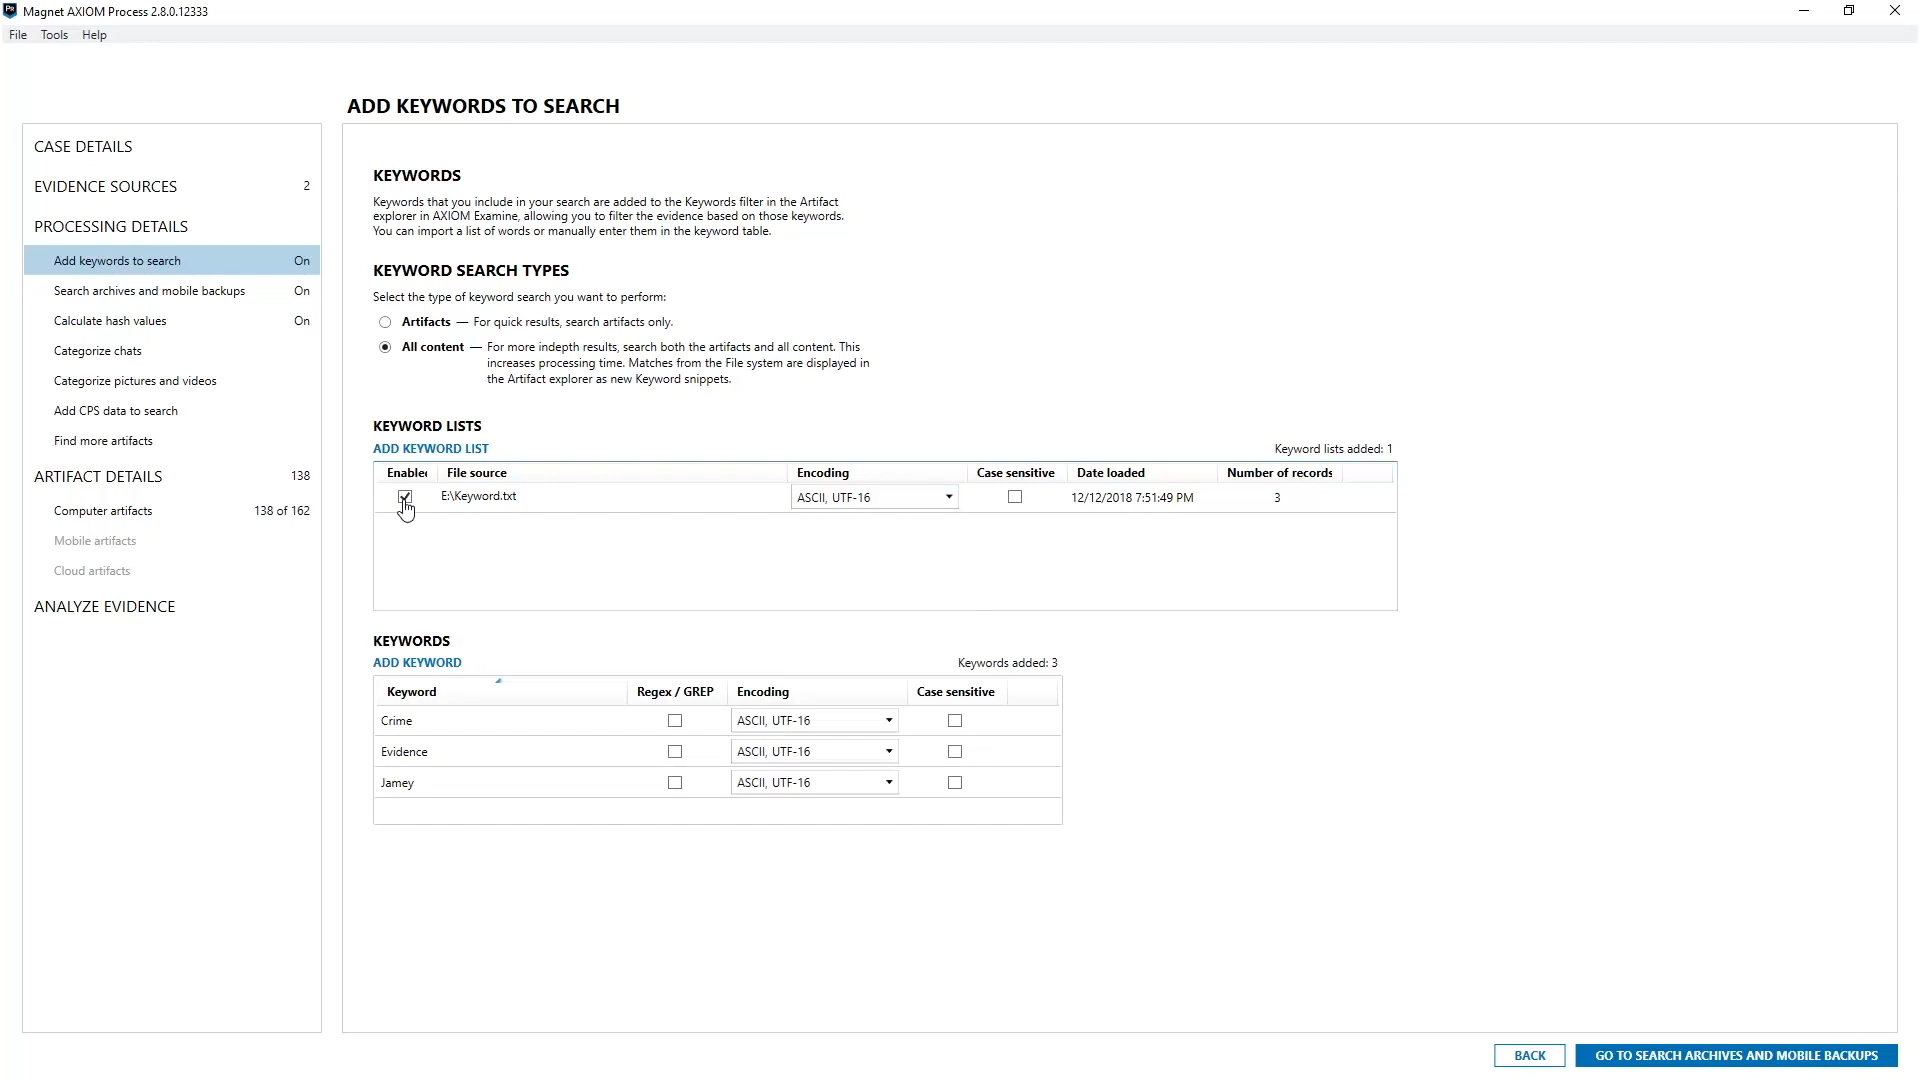 Magnet AXIOM Process 2.8.0.12333
File Tools Help
ADD KEYWORDS TO SEARCH
CASE DETAILS
EVIDENCE SOURCES 2
PROCESSING DETAILS
Add keywords to search On
Search archives and mobile backups On
Calculate hash values On
Categorize chats
Categorize pictures and videos
Add CPS data to search
Find more artifacts
ARTIFACT DETAILS 138
Computer artifacts 138 of 162
Mobile artifacts
Cloud artifacts
ANALYZE EVIDENCE
KEYWORDS
Keywords that you include in your search are added to the Keywords filter in the Artifact
explorer in AXIOM Examine, allowing you to filter the evidence based on those keywords.
You can import a list of words or manually enter them in the keyword table.
KEYWORD SEARCH TYPES
Select the type of keyword search you want to perform:
Artifacts — For quick results, search artifacts only.
All content — For more indepth results, search both the artifacts and all content. This
increases processing time. Matches from the File system are displayed in
the Artifact explorer as new Keyword snippets.
KEYWORD LISTS
ADD KEYWORD LIST Keyword lists added: 1
Enabled File source Encoding Case sensitive Date loaded Number of records
E:\Keyword.txt ASCII, UTF-16 12/12/2018 7:51:49 PM 3
KEYWORDS
ADD KEYWORD Keywords added: 3
Keyword Regex / GREP Encoding Case sensitive
Crime ASCII, UTF-16
Evidence ASCII, UTF-16
Jamey ASCII, UTF-16
BACK GO TO SEARCH ARCHIVES AND MOBILE BACKUPS